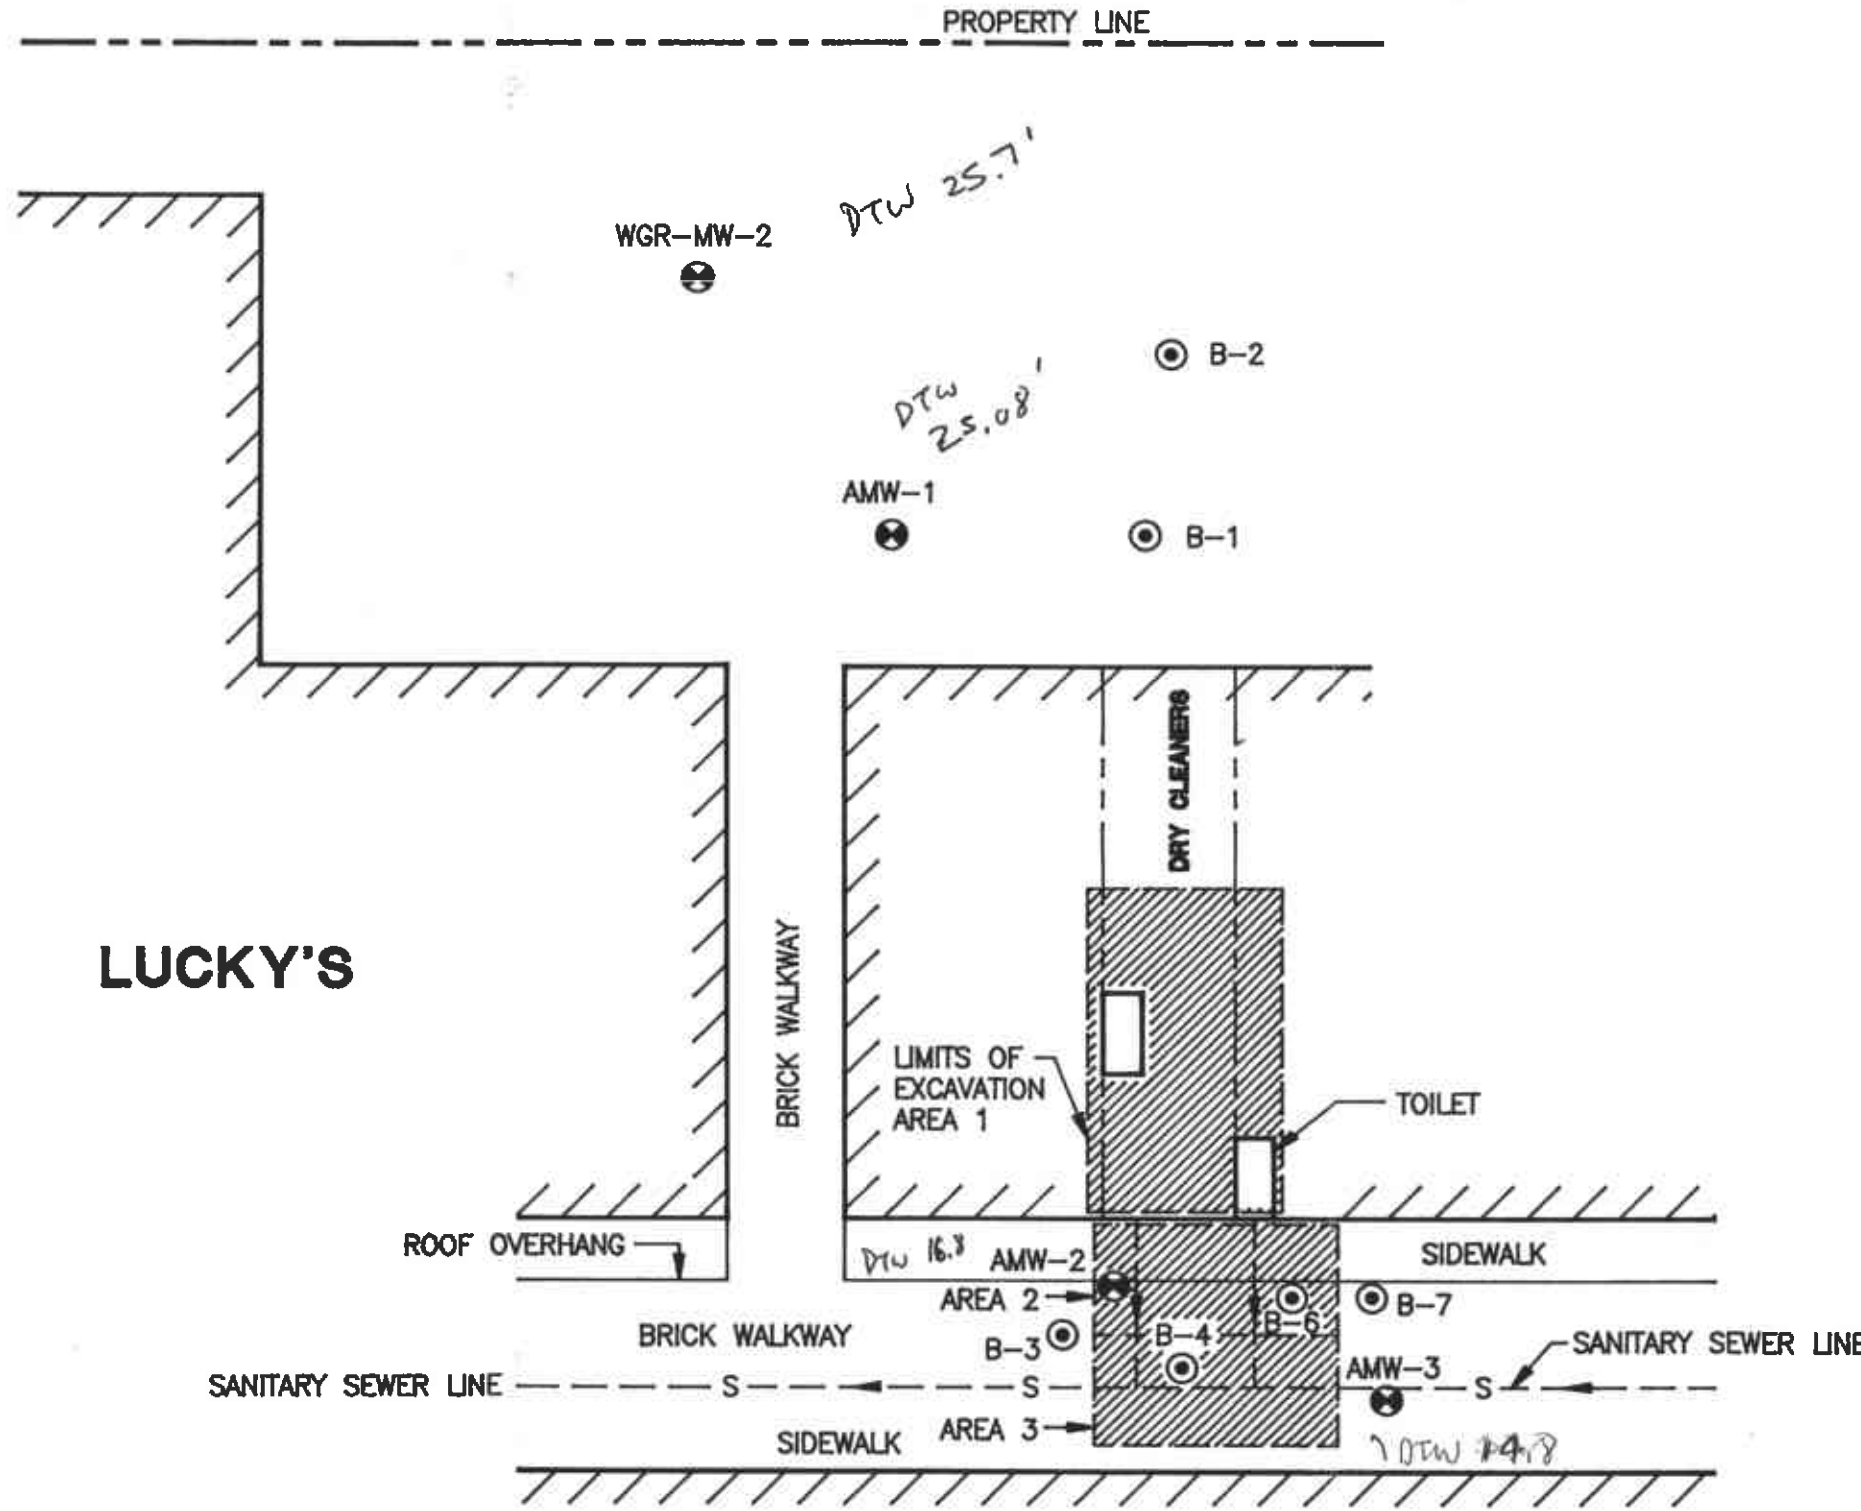 PROPERTY LINE
DTW 25.7'
WGR-MW-2
B-2
DTW
25.08'
AMW-1
B-1
DRY CLEANERS
LUCKY'S
BRICK WALKWAY
LIMITS OF
EXCAVATION
AREA 1
TOILET
ROOF OVERHANG
DTW 16.8
AMW-2
SIDEWALK
AREA 2
B-6
B-7
BRICK WALKWAY
B-3
B-4
SANITARY SEWER LINE
AMW-3
SANITARY SEWER LINE
S
S
S
AREA 3
SIDEWALK
DTW